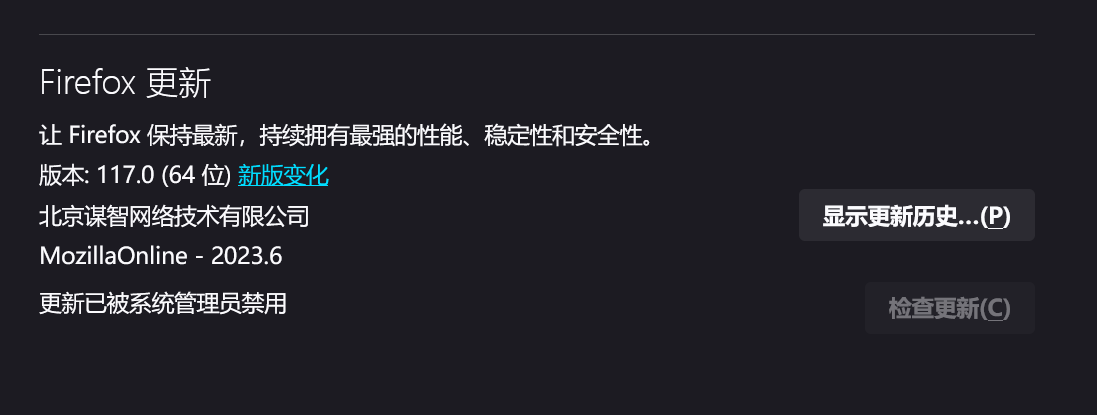 Firefox 更新
让 Firefox 保持最新，持续拥有最强的性能、稳定性和安全性。
版本: 117.0 (64 位) 新版变化
北京谋智网络技术有限公司
显示更新历史…(P)
MozillaOnline - 2023.6
更新已被系统管理员禁用
检查更新(C)